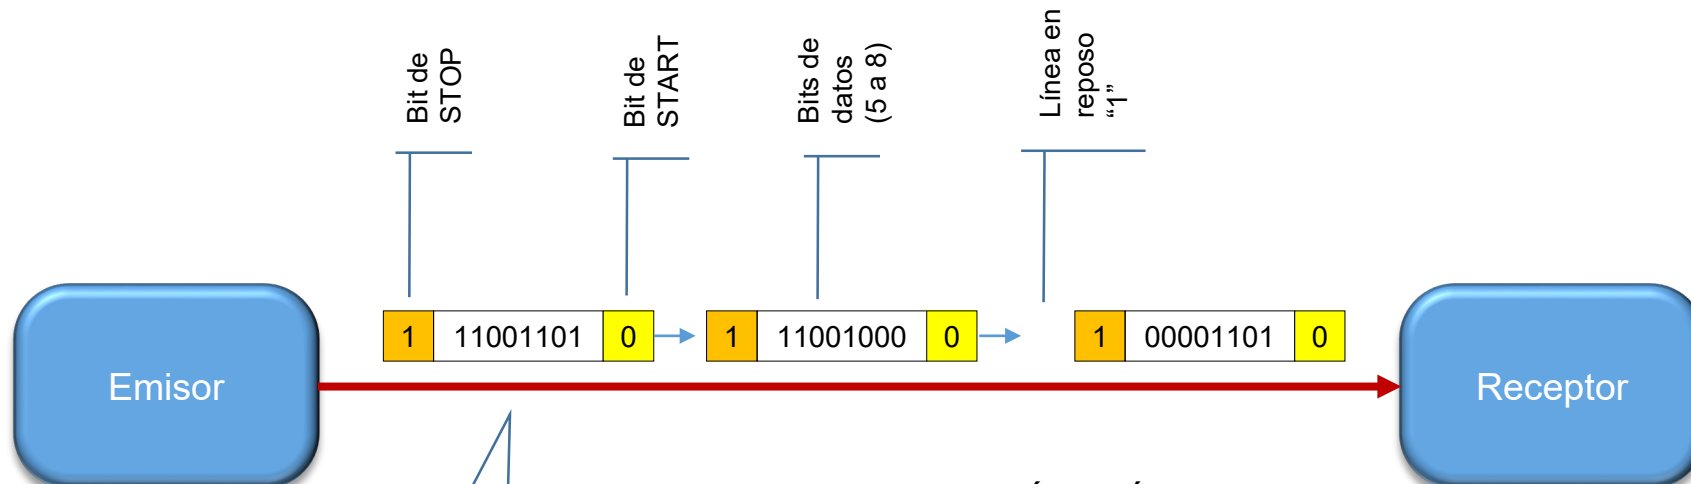 Bit de
STOP
Bit de
START
Bits de
datos
(5 a 8)
Línea en
reposo
“1”
1 11001101 0
1 11001000 0
1 00001101 0
Emisor
Receptor